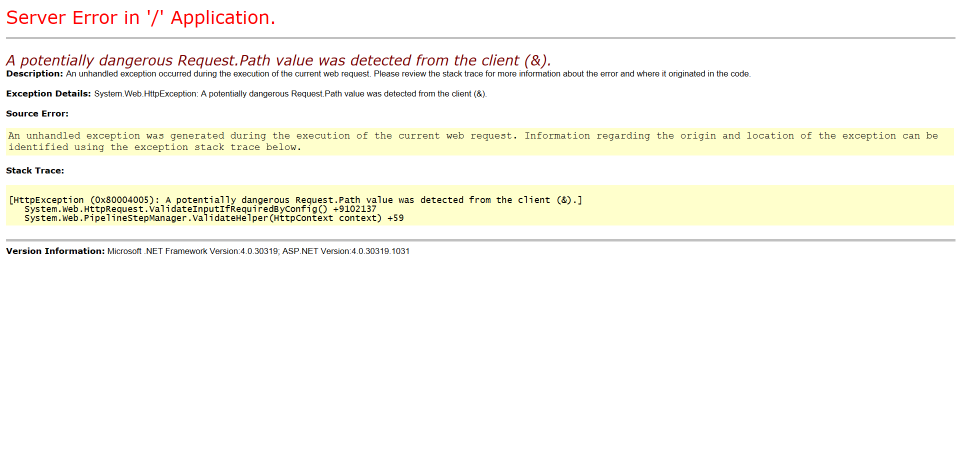 Server Error in '/' Application.
A potentially dangerous Request.Path value was detected from the client (&).
Description: An unhandled exception occurred during the execution of the current web request. Please review the stack trace for more information about the error and where it originated in the code.
Exception Details: System.Web.HttpException: A potentially dangerous Request.Path value was detected from the client (&).
Source Error:
An unhandled exception was generated during the execution of the current web request. Information regarding the origin and location of the exception can be
identified using the exception stack trace below.
Stack Trace:
[HttpException (0x80004005): A potentially dangerous Request.Path value was detected from the client (&).]
System.Web.HttpRequest.ValidateInputIfRequiredByConfig() +9102137
System.Web.PipelineStepManager.ValidateHelper(HttpContext context) +59
Version Information: Microsoft .NET Framework Version:4.0.30319; ASP.NET Version:4.0.30319.1031